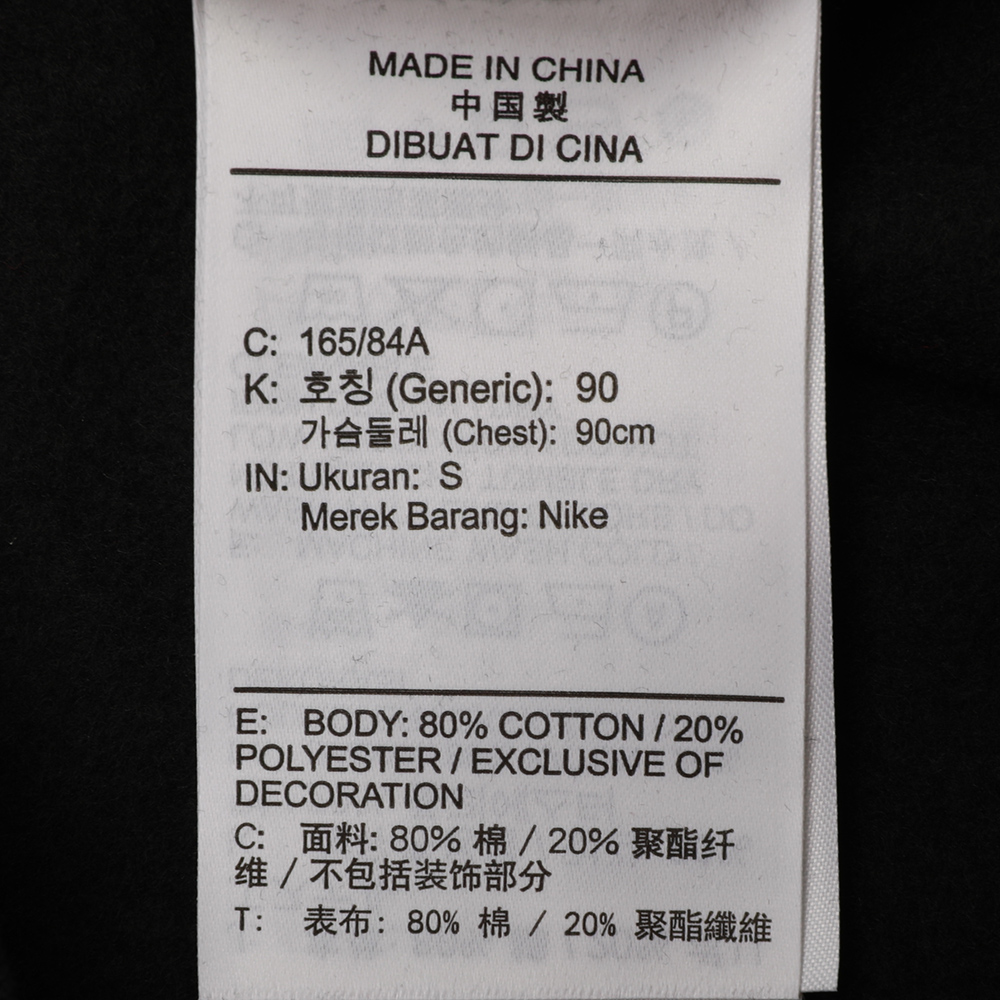 MADE IN CHINA
中国製
DIBUAT DI CINA
C: 165/84A
K: 호칭 (Generic): 90
가슴둘레 (Chest): 90cm
IN: Ukuran: S
Merek Barang: Nike
E: BODY: 80% COTTON / 20%
POLYESTER / EXCLUSIVE OF
DECORATION
C: 面料: 80% 棉 / 20% 聚酯纤
维 / 不包括装饰部分
T: 表布: 80% 棉 / 20% 聚酯纖維